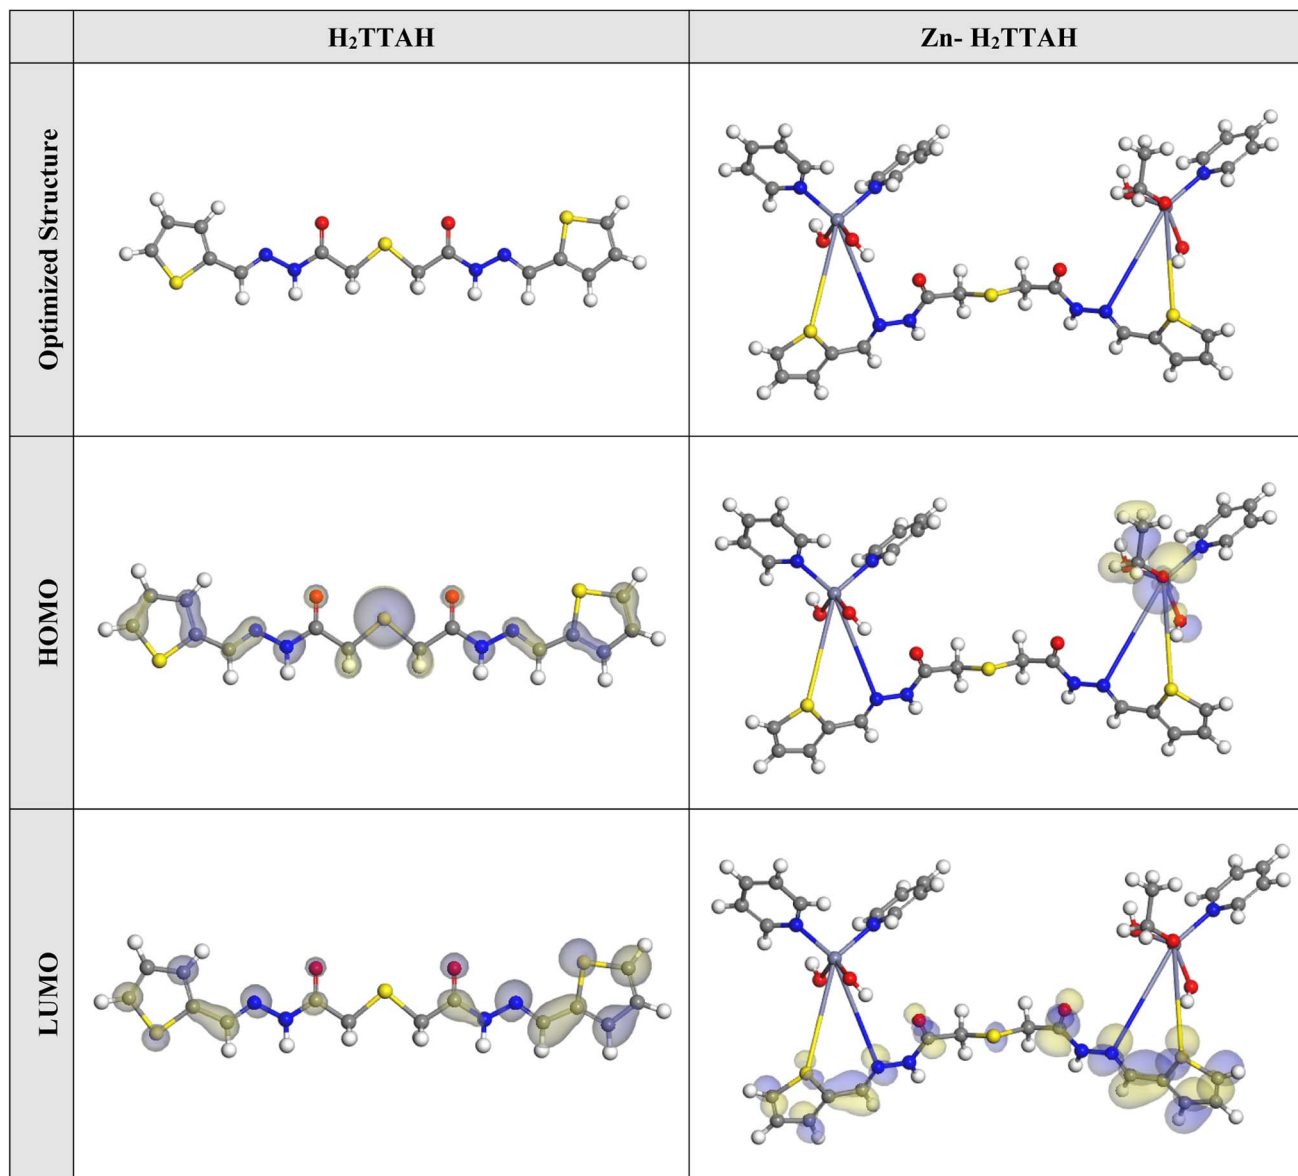 H₂TTAH
Zn- H₂TTAH
Optimized Structure
HOMO
LUMO